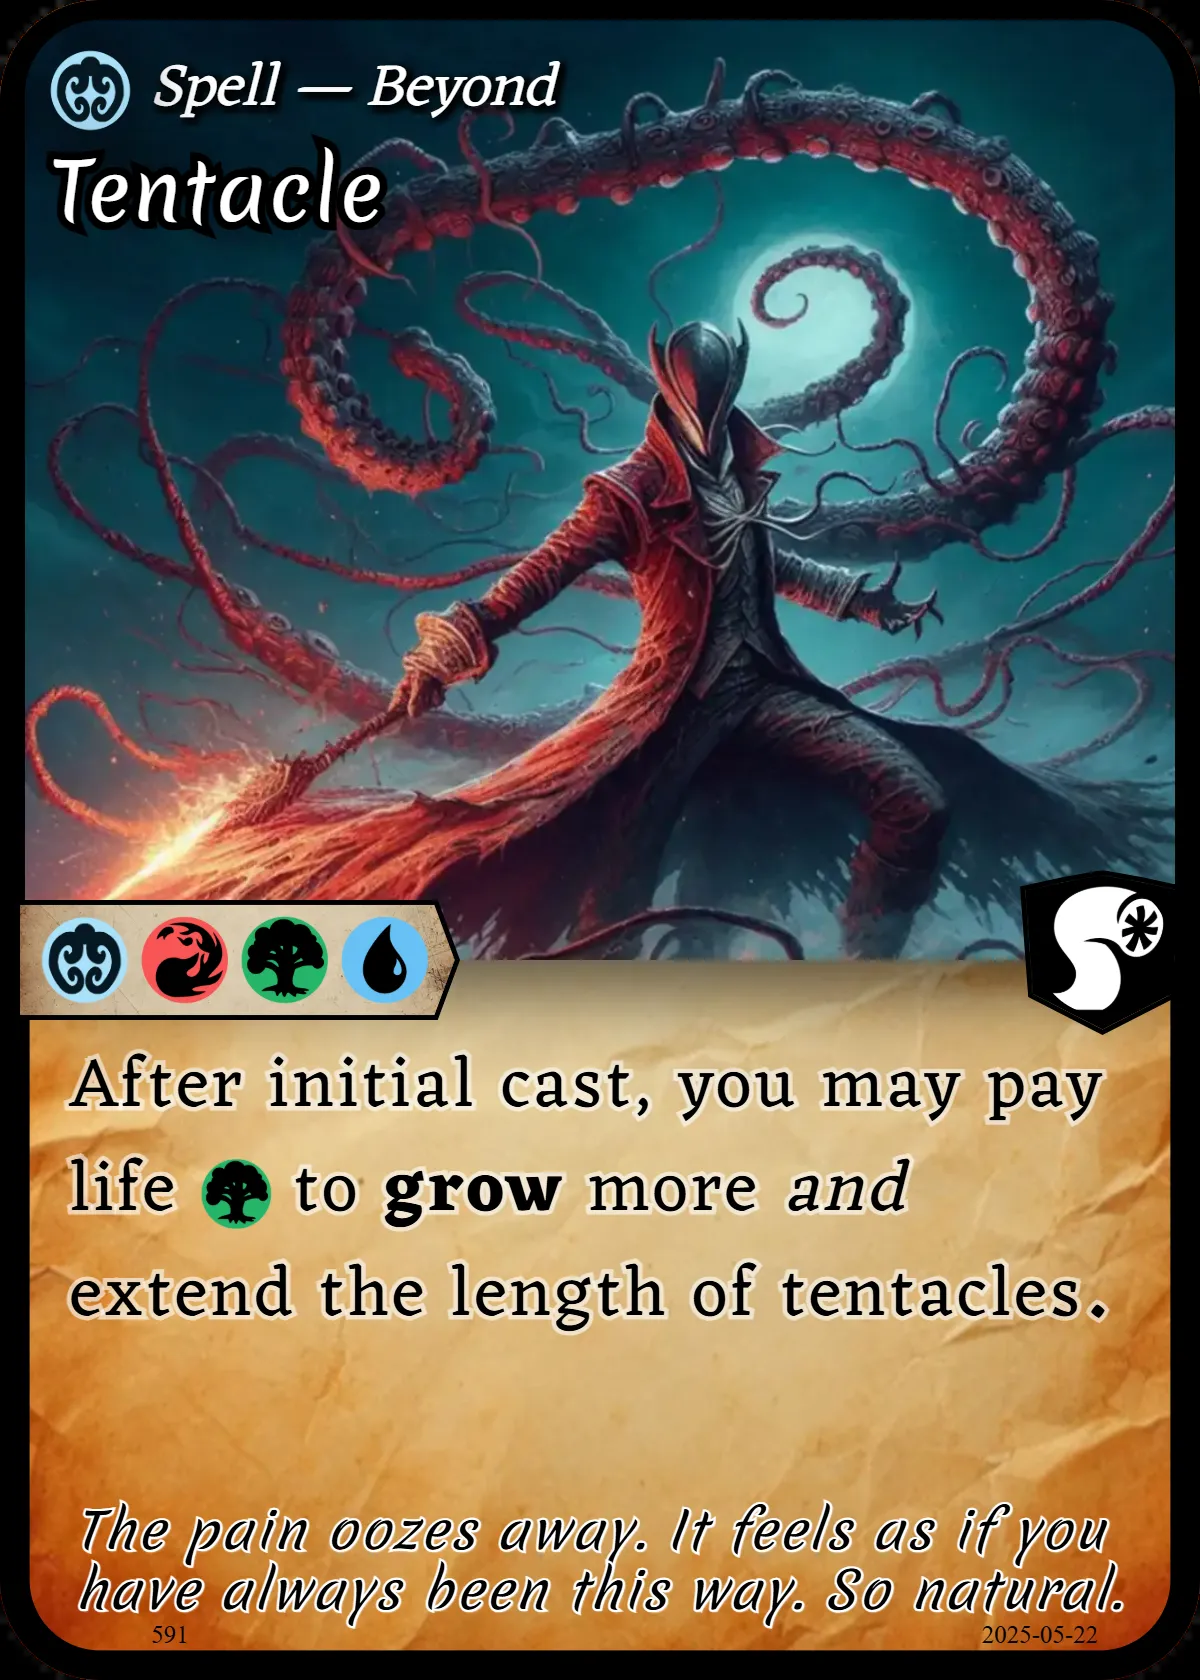 Spell — Beyond
Tentacle
After initial cast, you may pay
life to grow more and
extend the length of tentacles.
The pain oozes away. It feels as if you
have always been this way. So natural.
591 2025-05-22